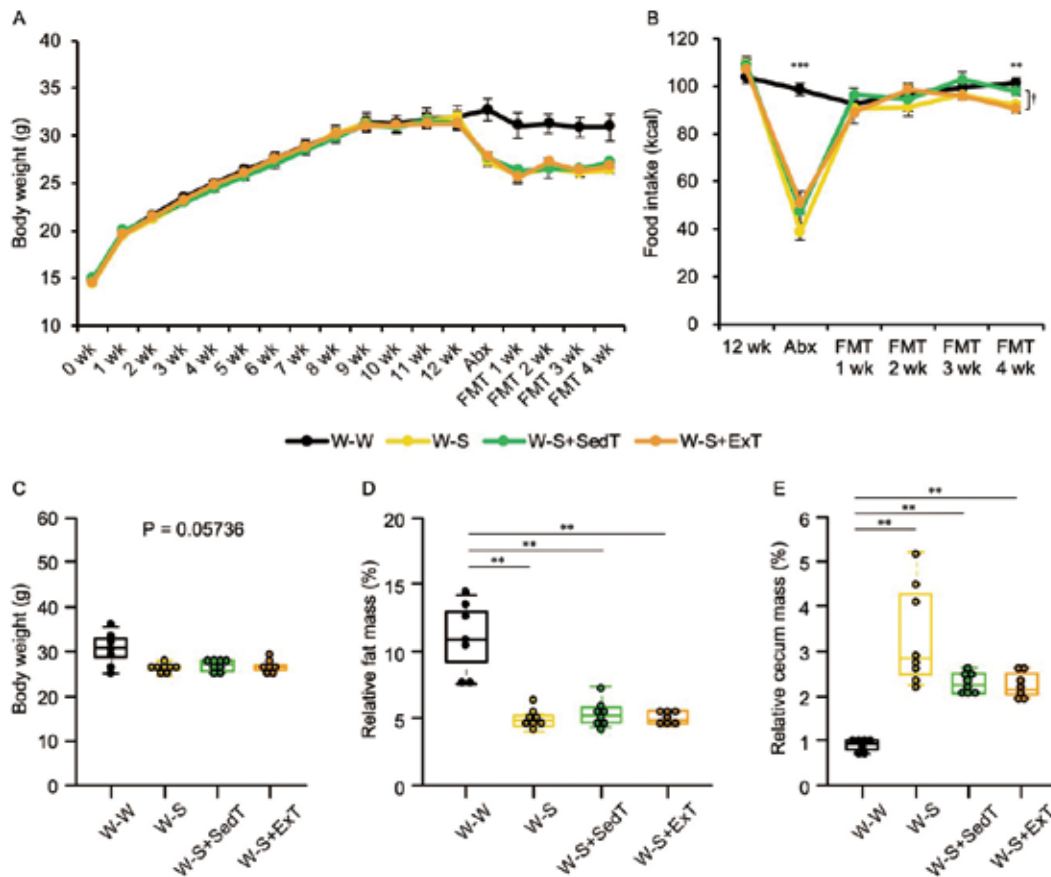 A
Body weight (g)
40
35
30
25
20
15
10
0 wk
1 wk
2 wk
3 wk
4 wk
5 wk
6 wk
7 wk
8 wk
9 wk
10 wk
11 wk
12 wk
Abx
FMT 1 wk
FMT 2 wk
FMT 3 wk
FMT 4 wk
B
Food intake (kcal)
120
100
80
60
40
20
0
***
**
†
12 wk Abx FMT FMT FMT FMT
1 wk 2 wk 3 wk 4 wk
W-W W-S W-S+SedT W-S+ExT
C
Body weight (g)
60
50
40
30
20
10
0
P = 0.05736
W-W
W-S
W-S+SedT
W-S+ExT
D
Relative fat mass (%)
20
15
10
5
0
**
**
**
W-W
W-S
W-S+SedT
W-S+ExT
E
Relative cecum mass (%)
6
5
4
3
2
1
0
**
**
**
W-W
W-S
W-S+SedT
W-S+ExT